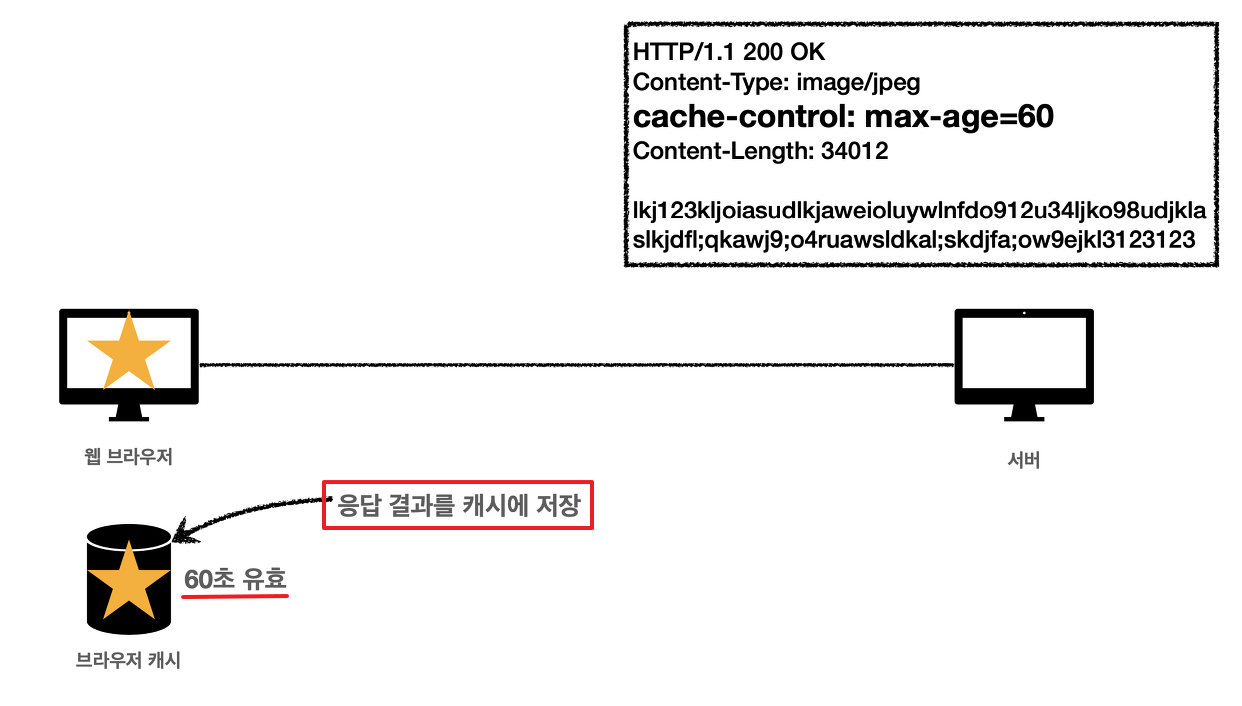 HTTP/1.1 200 OK
Content-Type: image/jpeg
cache-control: max-age=60
Content-Length: 34012
lkj123kljoiasudlkjaweioluywlnfdo912u34ljko98udjkla
slkjdfl;qkawj9;o4ruawsldkal;skdjfa;ow9ejkl3123123
웹 브라우저
서버
응답 결과를 캐시에 저장
60초 유효
브라우저 캐시